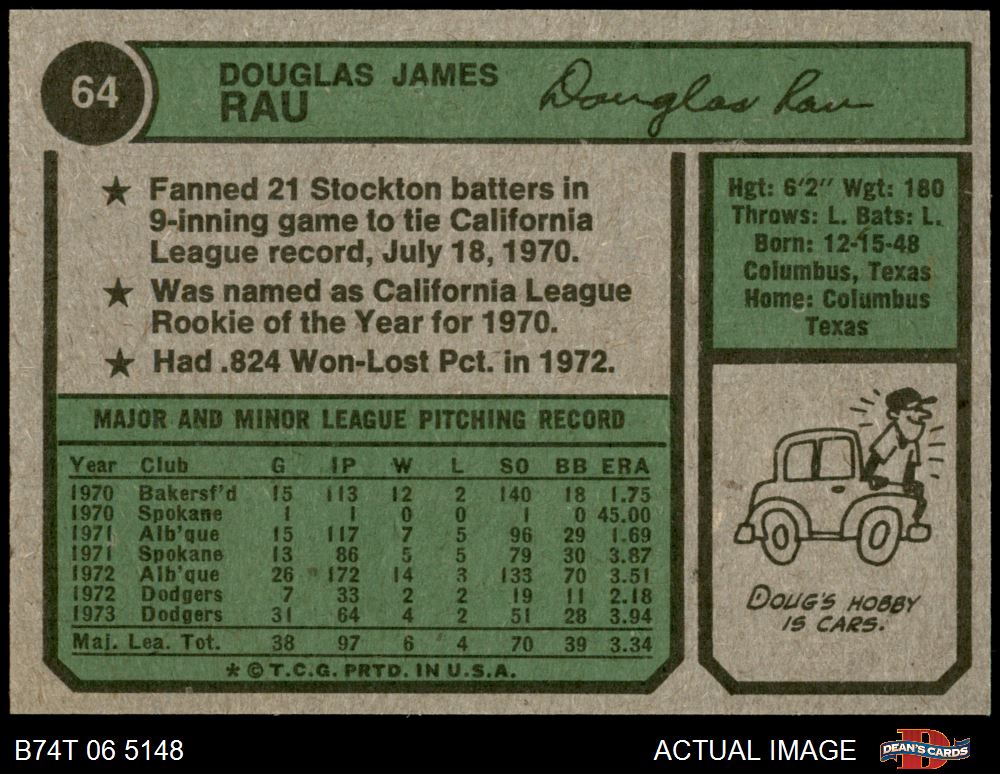 64
DOUGLAS JAMES
RAU
Douglas Rau
★ Fanned 21 Stockton batters in
9-inning game to tie California
League record, July 18, 1970.
★ Was named as California League
Rookie of the Year for 1970.
★ Had .824 Won-Lost Pct. in 1972.
Hgt: 6'2" Wgt: 180
Throws: L. Bats: L.
Born: 12-15-48
Columbus, Texas
Home: Columbus
Texas
MAJOR AND MINOR LEAGUE PITCHING RECORD
Year Club G IP W L SO BB ERA
1970 Bakersf'd 15 113 12 2 140 18 1.75
1970 Spokane 1 1 0 0 1 0 45.00
1971 Alb'que 15 117 7 5 96 29 1.69
1971 Spokane 13 86 5 5 79 30 3.87
1972 Alb'que 26 172 14 3 133 70 3.51
1972 Dodgers 7 33 2 2 19 11 2.18
1973 Dodgers 31 64 4 2 51 28 3.94
Maj. Lea. Tot. 38 97 6 4 70 39 3.34
* © T.C.G. PRTD. IN U.S.A.
DOUG'S HOBBY
IS CARS.
B74T 06 5148
ACTUAL IMAGE
DEAN'S CARDS